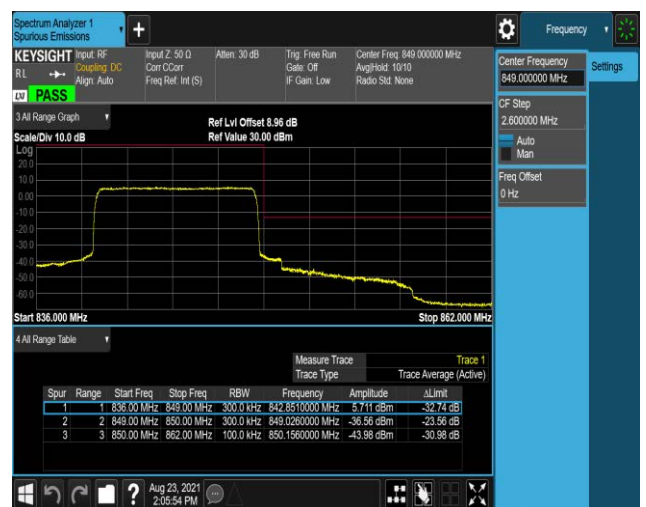 Spectrum Analyzer 1
Spurious Emissions
+
Frequency
KEYSIGHT
RL
LXI PASS
Input: RF
Coupling: DC
Align: Auto
Input Z: 50 Ω
Corr CCorr
Freq Ref: Int (S)
Atten: 30 dB
Trig: Free Run
Gate: Off
IF Gain: Low
Center Freq: 849.000000 MHz
Avg|Hold: 10/10
Radio Std: None
Center Frequency
849.000000 MHz
Settings
CF Step
2.600000 MHz
Auto
Man
Freq Offset
0 Hz
3 All Range Graph
Ref Lvl Offset 8.96 dB
Scale/Div 10.0 dB
Ref Value 30.00 dBm
Log
20.0
10.0
0.00
-10.0
-20.0
-30.0
-40.0
-50.0
-60.0
Start 836.000 MHz
Stop 862.000 MHz
4 All Range Table
Measure Trace Trace 1
Trace Type Trace Average (Active)
Spur Range Start Freq Stop Freq RBW Frequency Amplitude ΔLimit
1 1 836.00 MHz 849.00 MHz 300.0 kHz 842.8510000 MHz 5.711 dBm -32.74 dB
2 2 849.00 MHz 850.00 MHz 300.0 kHz 849.0260000 MHz -36.56 dBm -23.56 dB
3 3 850.00 MHz 862.00 MHz 100.0 kHz 850.1560000 MHz -43.98 dBm -30.98 dB
?
Aug 23, 2021
2:05:54 PM